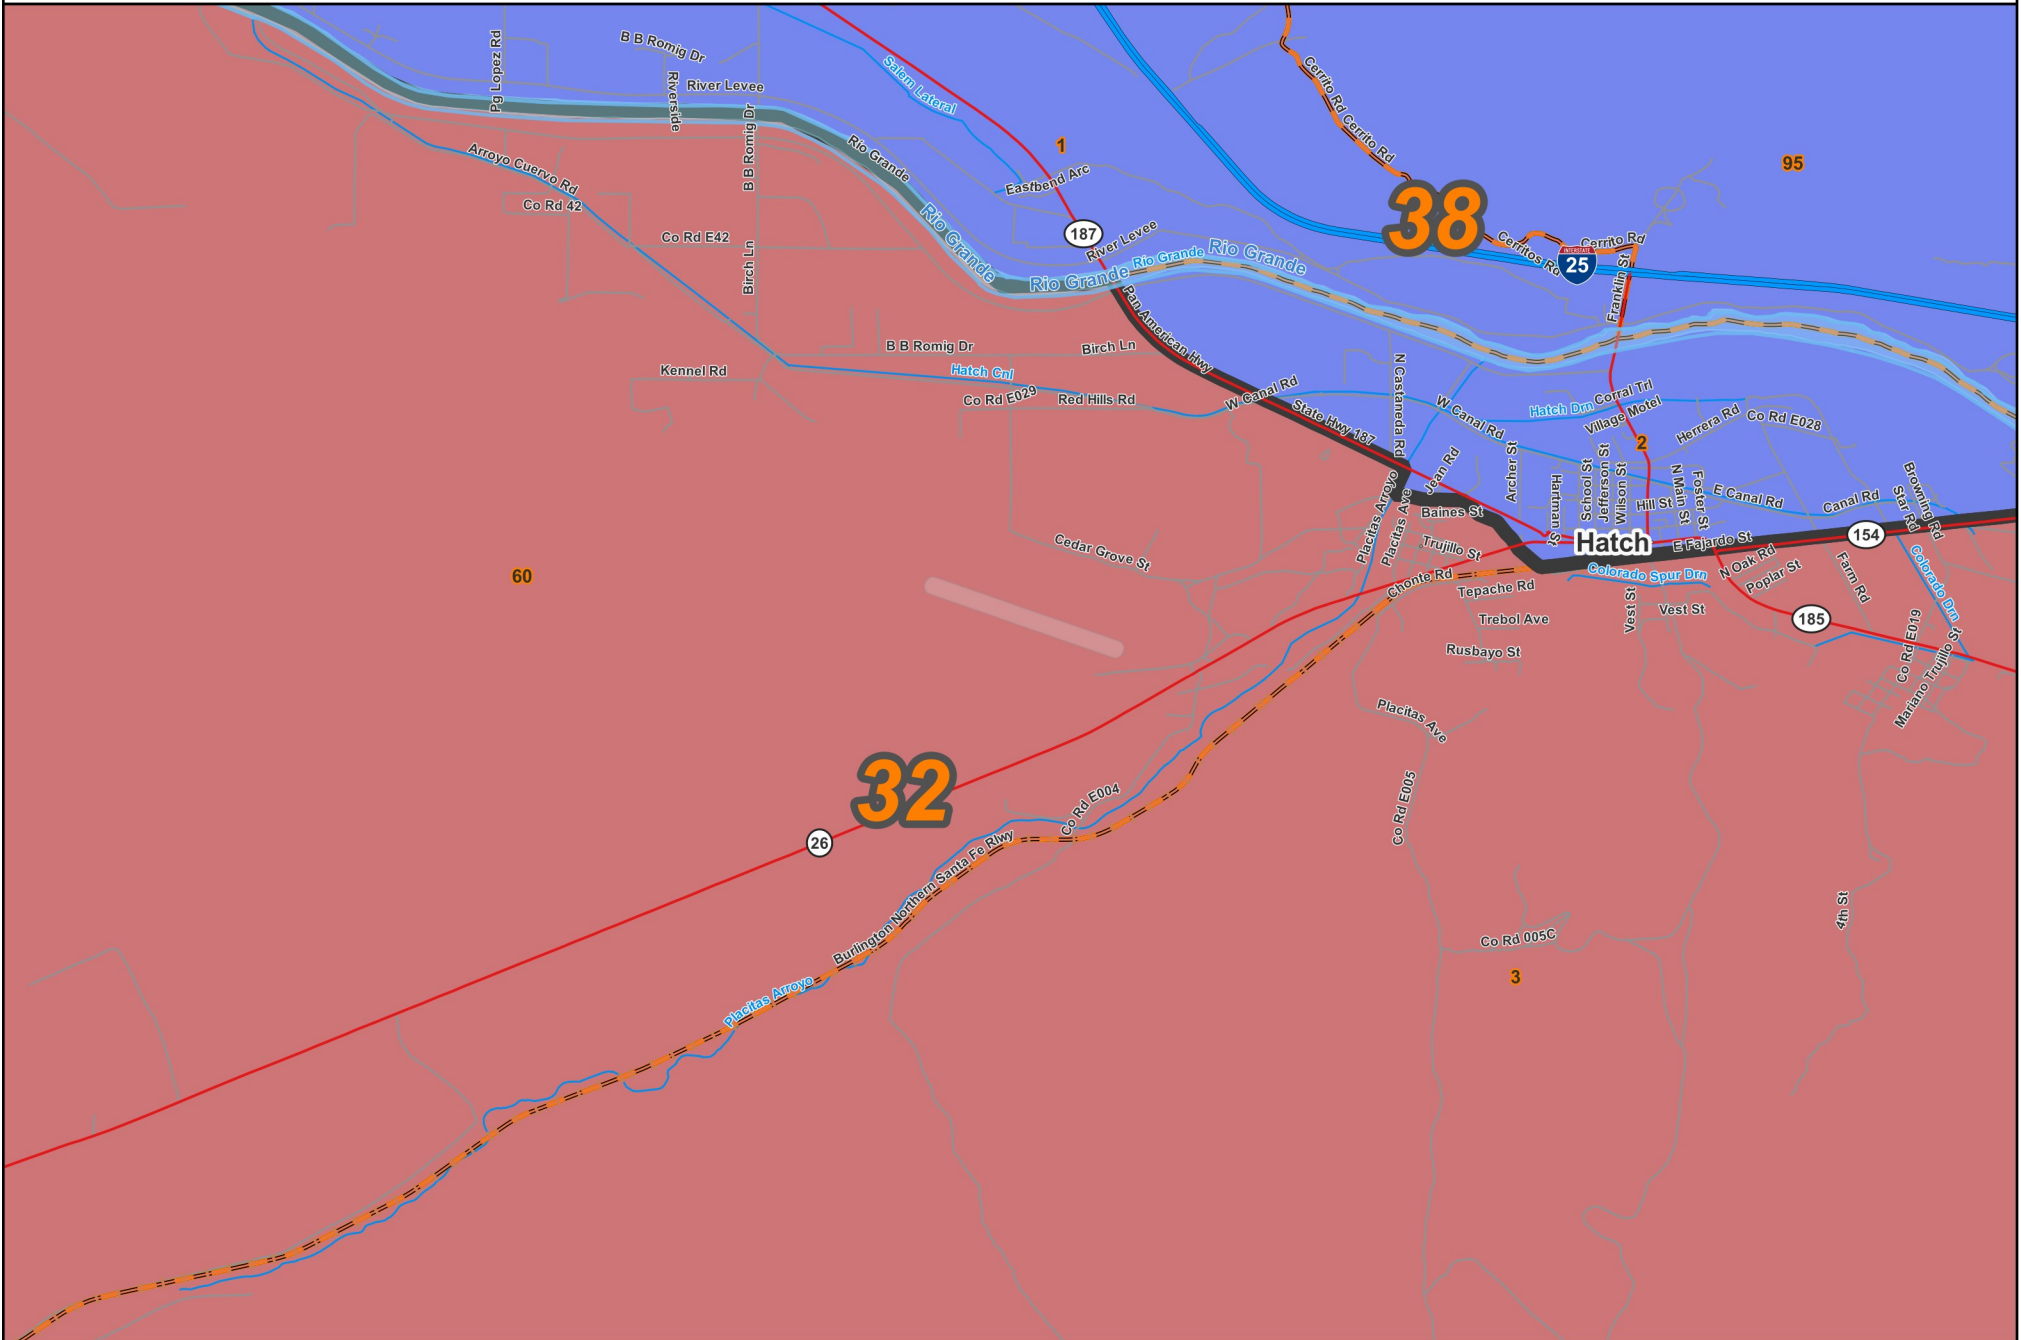 B B Romig Dr
Pg Lopez Rd
Riverside
River Levee
B B Romig Dr
Salem Lateral
Cerrito Rd
Cerrito Rd
1
95
Arroyo Cuervo Rd
Rio Grande
Eastbend Arc
Co Rd 42
Co Rd E42
Birch Ln
Rio Grande
187
River Levee
38
Rio Grande
Rio Grande
Rio Grande
Cerritos Rd
Cerrito Rd
INTERSTATE
25
Franklin St
Pan American Hwy
B B Romig Dr
Birch Ln
Kennel Rd
Hatch Cnl
Co Rd E029
Red Hills Rd
W Canal Rd
State Hwy 187
N Castaneda Rd
W Canal Rd
Hatch Drn
Corral Trl
Village Motel
2
Herrera Rd
Co Rd E028
Jean Rd
Archer St
Hartman St
School St
Jefferson St
Wilson St
Hill St
N Main St
Foster St
E Canal Rd
Canal Rd
Star Rd
Browning Rd
Placitas Arroyo
Placitas Ave
Baines St
Trujillo St
Hatch
E Fajardo St
154
Cedar Grove St
60
Chonte Rd
Tepache Rd
Colorado Spur Drn
N Oak Rd
Poplar St
Farm Rd
Colorado Drn
Trebol Ave
Vest St
Vest St
185
Rusbayo St
Co Rd E019
Mariano Trujillo St
Placitas Ave
32
26
Co Rd E004
Co Rd E005
Burlington Northern Santa Fe Rlwy
4th St
Co Rd 005C
3
Placitas Arroyo